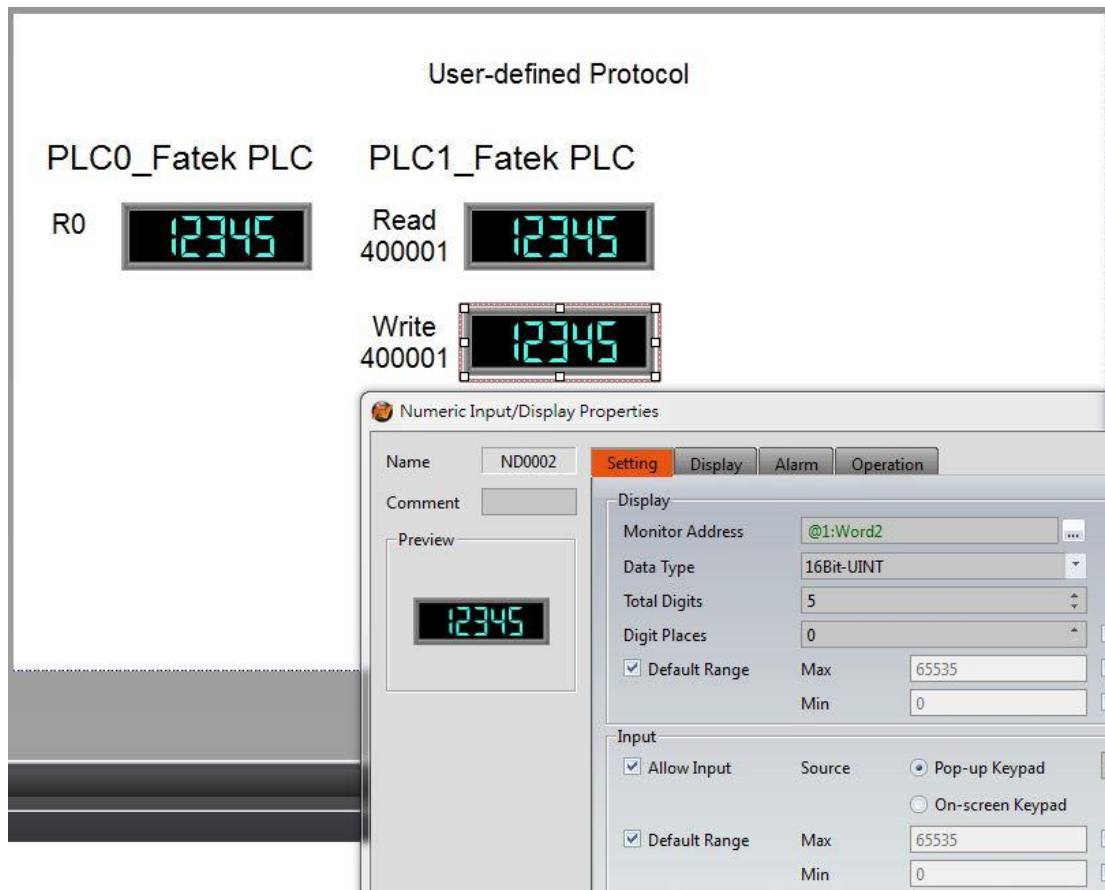 User-defined Protocol
PLC0_Fatek PLC PLC1_Fatek PLC
R0 12345 Read 12345
400001
Write 12345
400001
Numeric Input/Display Properties
Name ND0002 Setting Display Alarm Operation
Comment Display
Preview Monitor Address @1:Word2 ...
Data Type 16Bit-UINT
12345 Total Digits 5
Digit Places 0
Default Range Max 65535
Min 0
Input
Allow Input Source Pop-up Keypad
On-screen Keypad
Default Range Max 65535
Min 0